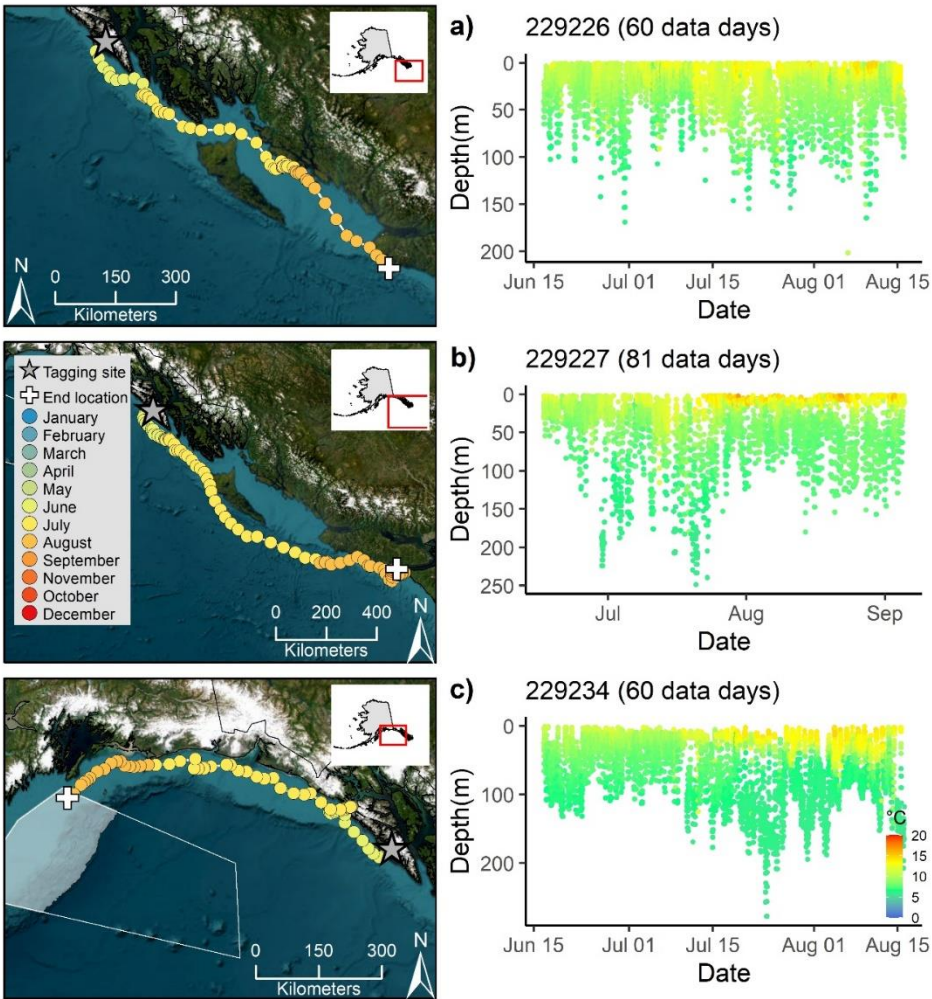 a)
229226 (60 data days)
0
50
100
150
200
Depth(m)
Jun 15
Jul 01
Jul 15
Aug 01
Aug 15
Date
N
0 150 300
Kilometers
b)
229227 (81 data days)
0
50
100
150
200
250
Depth(m)
Jul
Aug
Sep
Date
Tagging site
End location
January
February
March
April
May
June
July
August
September
November
October
December
0 200 400
Kilometers
N
c)
229234 (60 data days)
0
100
200
Depth(m)
Jun 15
Jul 01
Jul 15
Aug 01
Aug 15
Date
°C
20
15
10
5
0
0 150 300
Kilometers
N